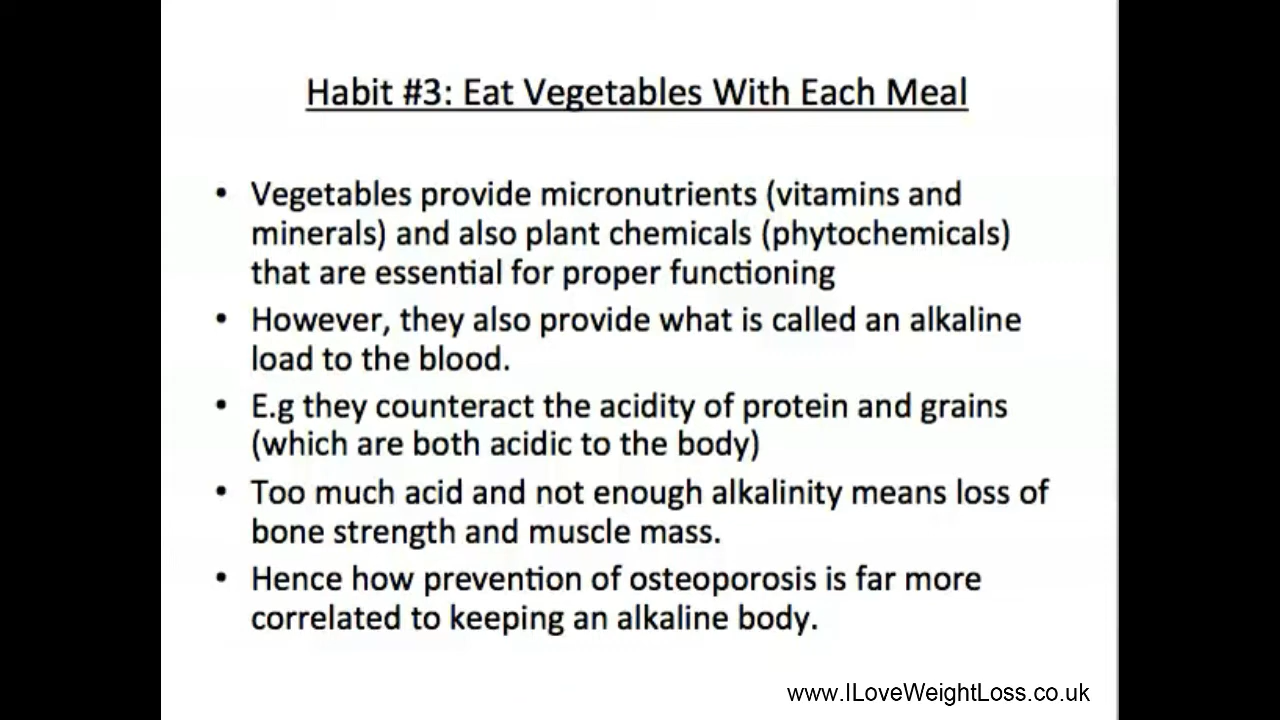 Habit #3: Eat Vegetables With Each Meal
• Vegetables provide micronutrients (vitamins and
minerals) and also plant chemicals (phytochemicals)
that are essential for proper functioning
• However, they also provide what is called an alkaline
load to the blood.
• E.g they counteract the acidity of protein and grains
(which are both acidic to the body)
• Too much acid and not enough alkalinity means loss of
bone strength and muscle mass.
• Hence how prevention of osteoporosis is far more
correlated to keeping an alkaline body.
www.ILoveWeightLoss.co.uk